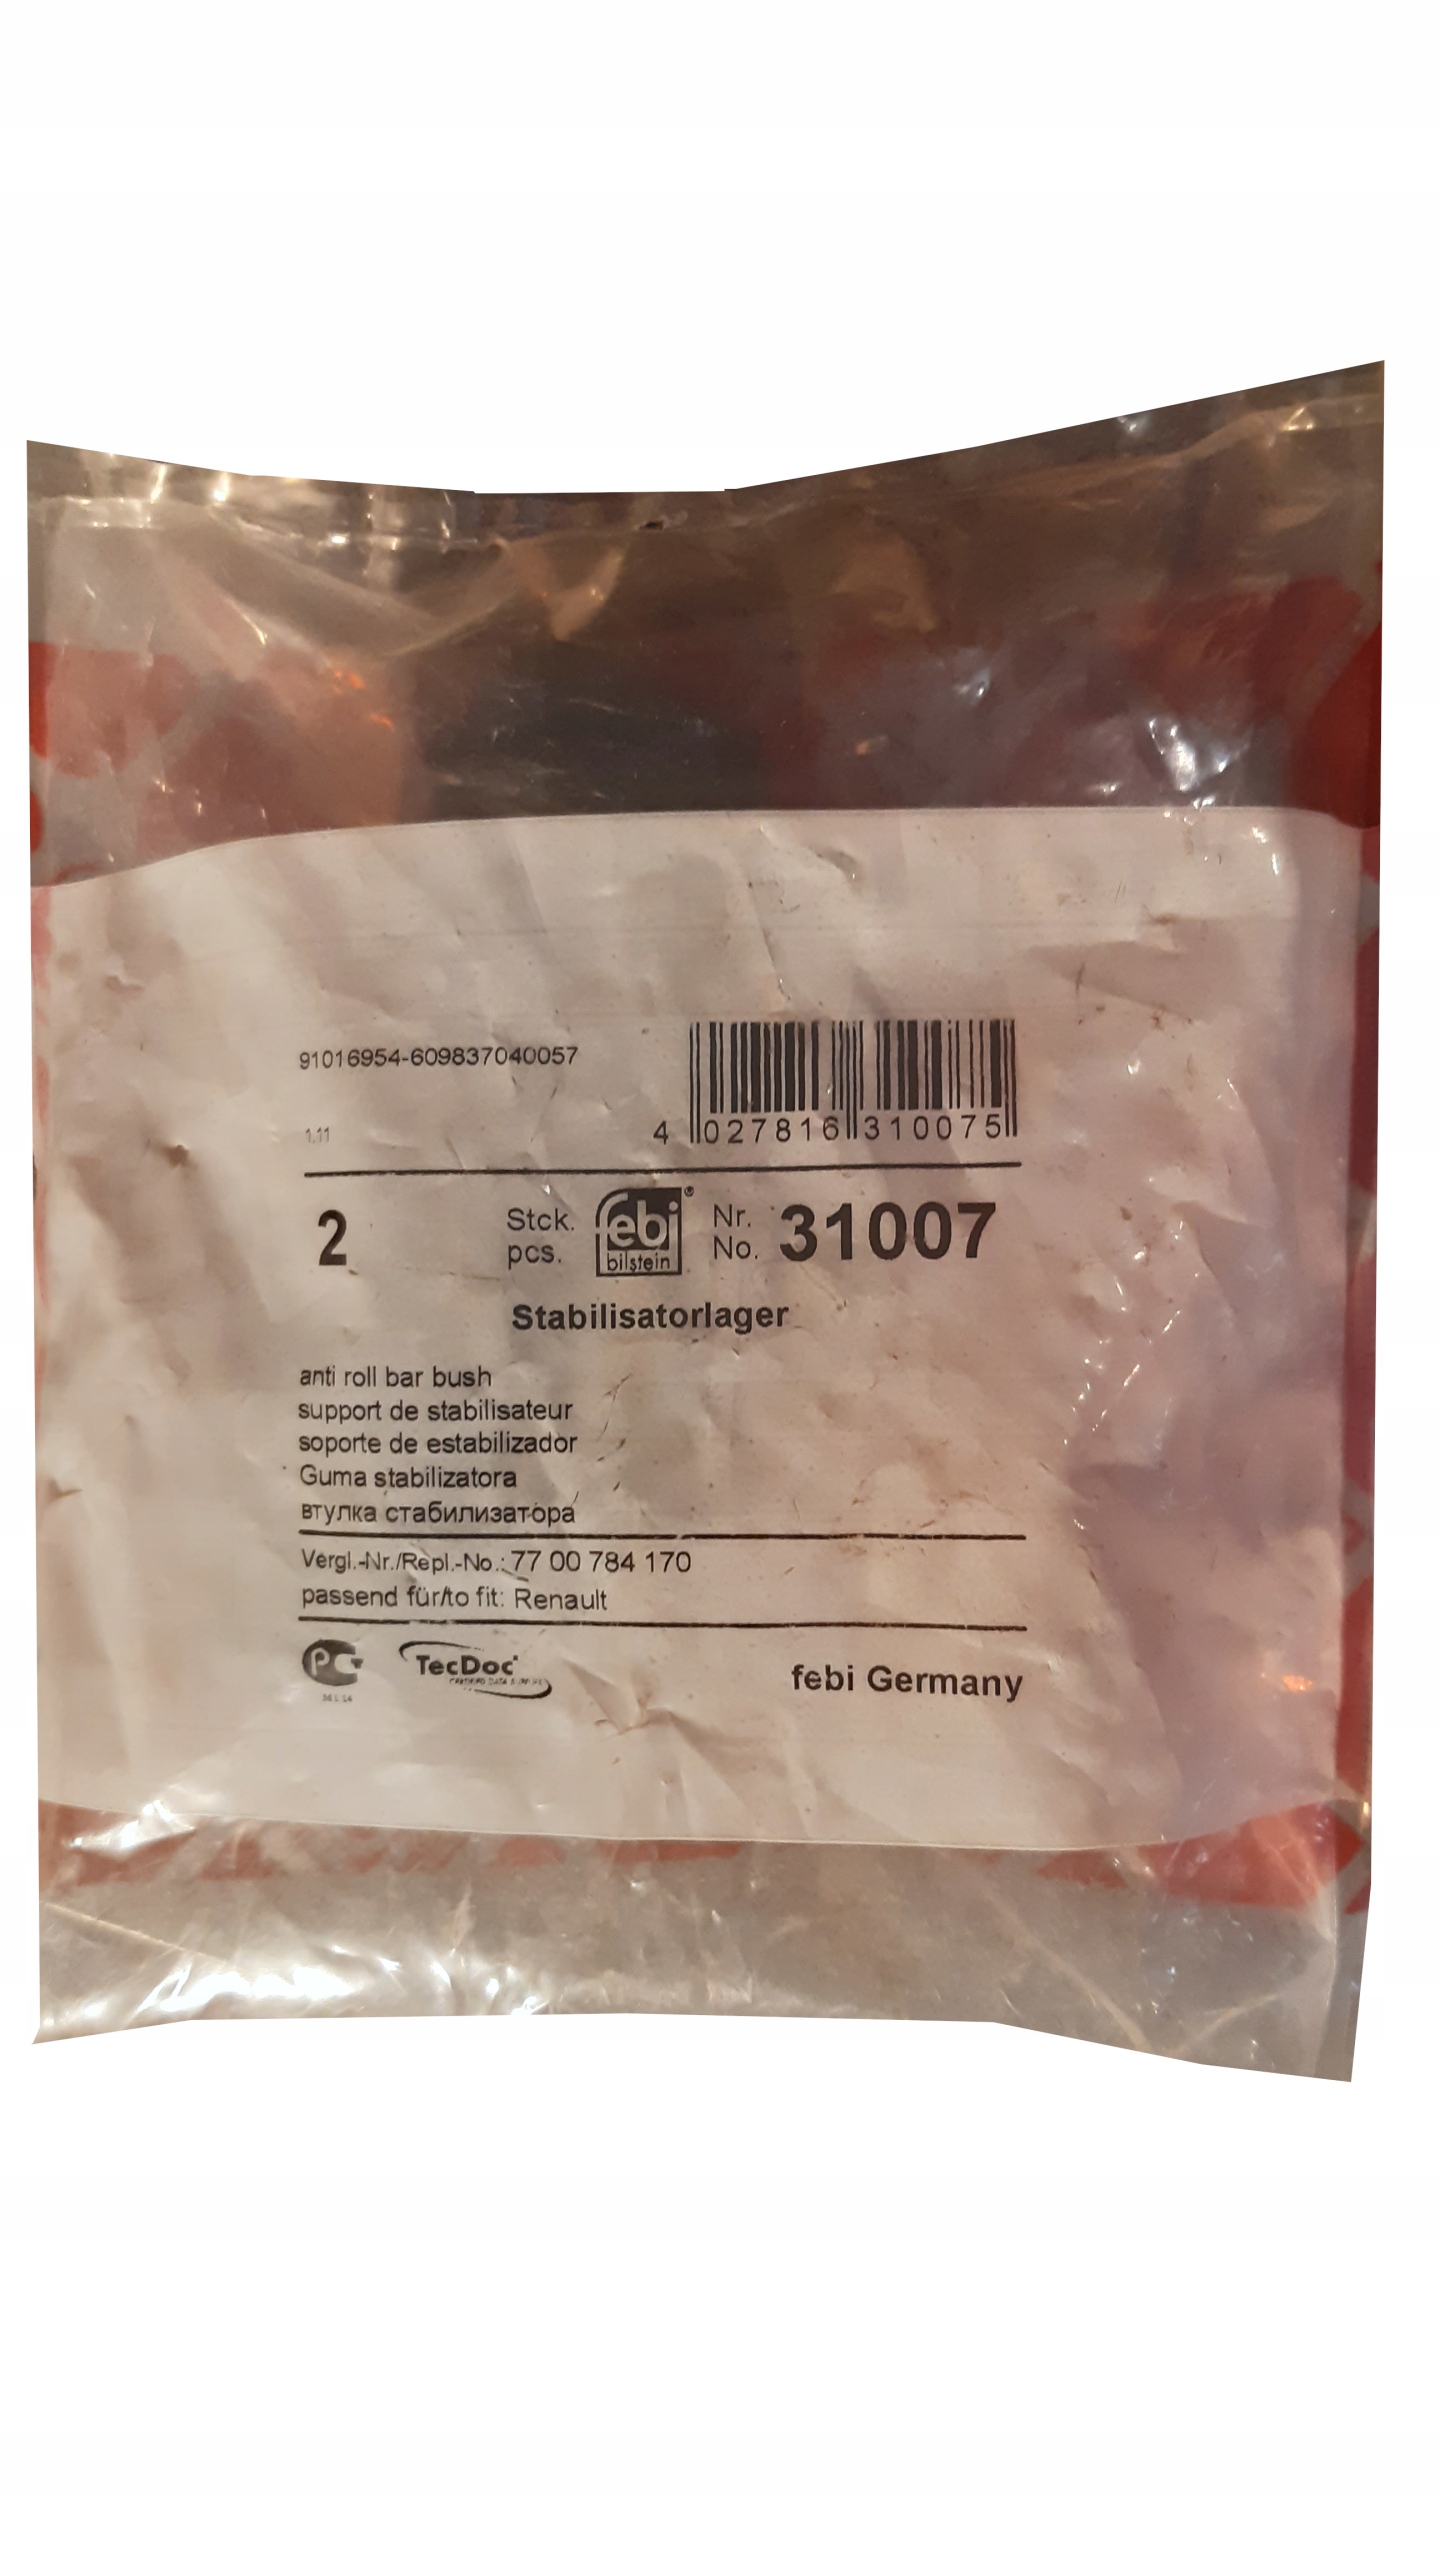 91016954-609837040057
1.11
4 027816 310075
2 Stck. pcs. febi bilstein ® Nr. No. 31007
Stabilisatorlager
anti roll bar bush
support de stabilisateur
soporte de estabilizador
Guma stabilizatora
втулка стабилизатора
Vergl.-Nr./Repl.-No.: 77 00 784 170
passend für/to fit: Renault
TecDoc
febi Germany